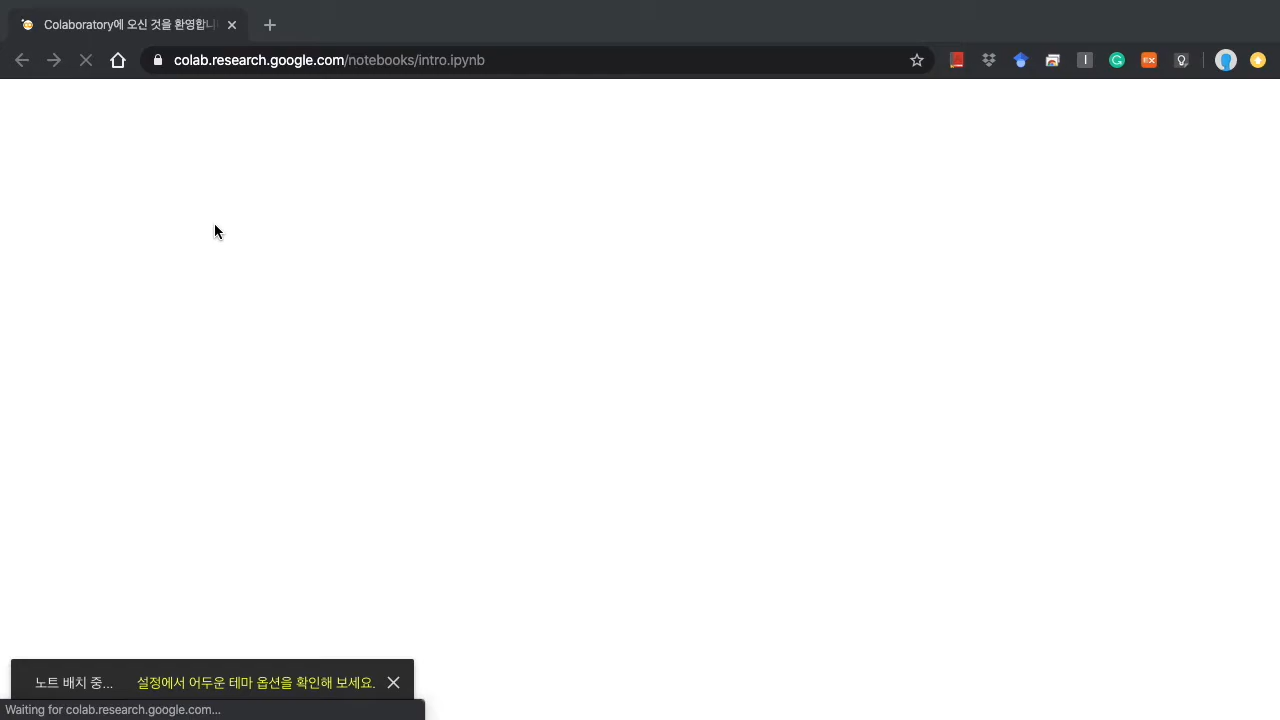 Colaboratory에 오신 것을 환영합니
colab.research.google.com/notebooks/intro.ipynb
노트 배치 중... 설정에서 어두운 테마 옵션을 확인해 보세요.
Waiting for colab.research.google.com...